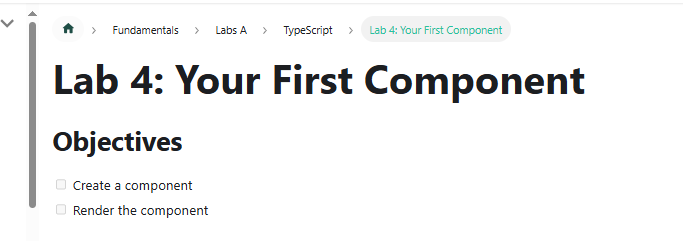 Fundamentals > Labs A > TypeScript > Lab 4: Your First Component
Lab 4: Your First Component
Objectives
Create a component
Render the component